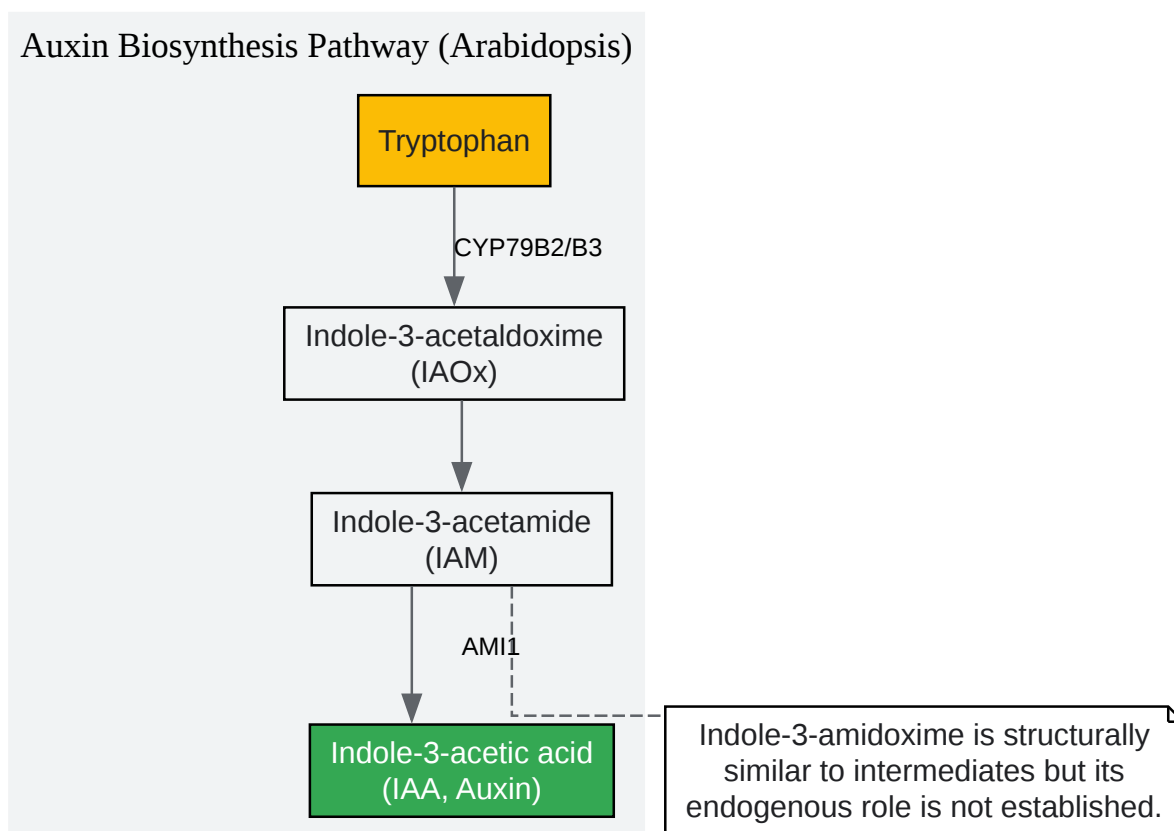 Auxin Biosynthesis Pathway (Arabidopsis)
Tryptophan
CYP79B2/B3
Indole-3-acetaldoxime
(IAOx)
Indole-3-acetamide
(IAM)
AMI1
Indole-3-acetic acid
(IAA, Auxin)
Indole-3-amidoxime is structurally
similar to intermediates but its
endogenous role is not established.